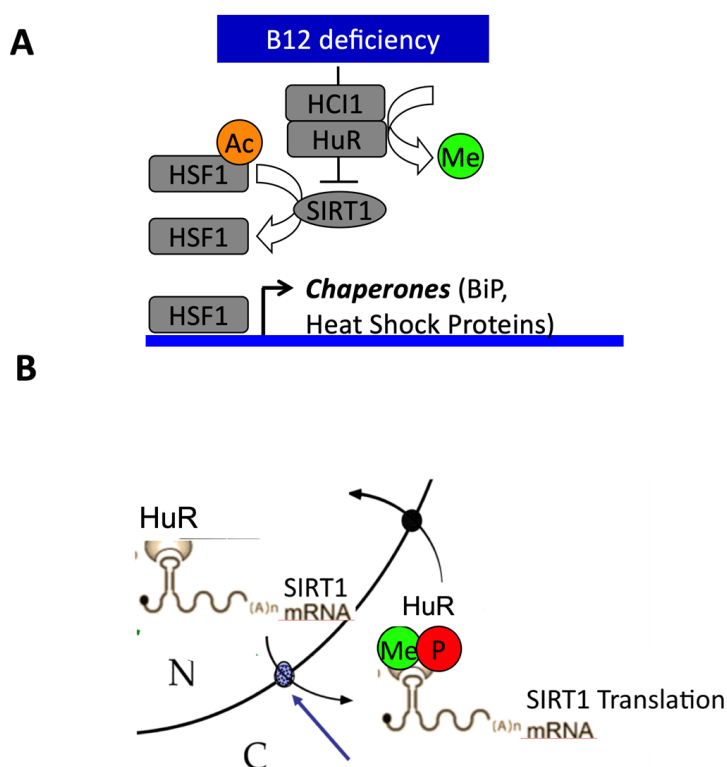 A
B12 deficiency
HCl1
HuR
Ac
Me
HSF1
SIRT1
HSF1
HSF1
Chaperones (BiP,
Heat Shock Proteins)
B
HuR
SIRT1
(A)n mRNA
HuR
Me P
N
SIRT1 Translation
(A)n mRNA
C